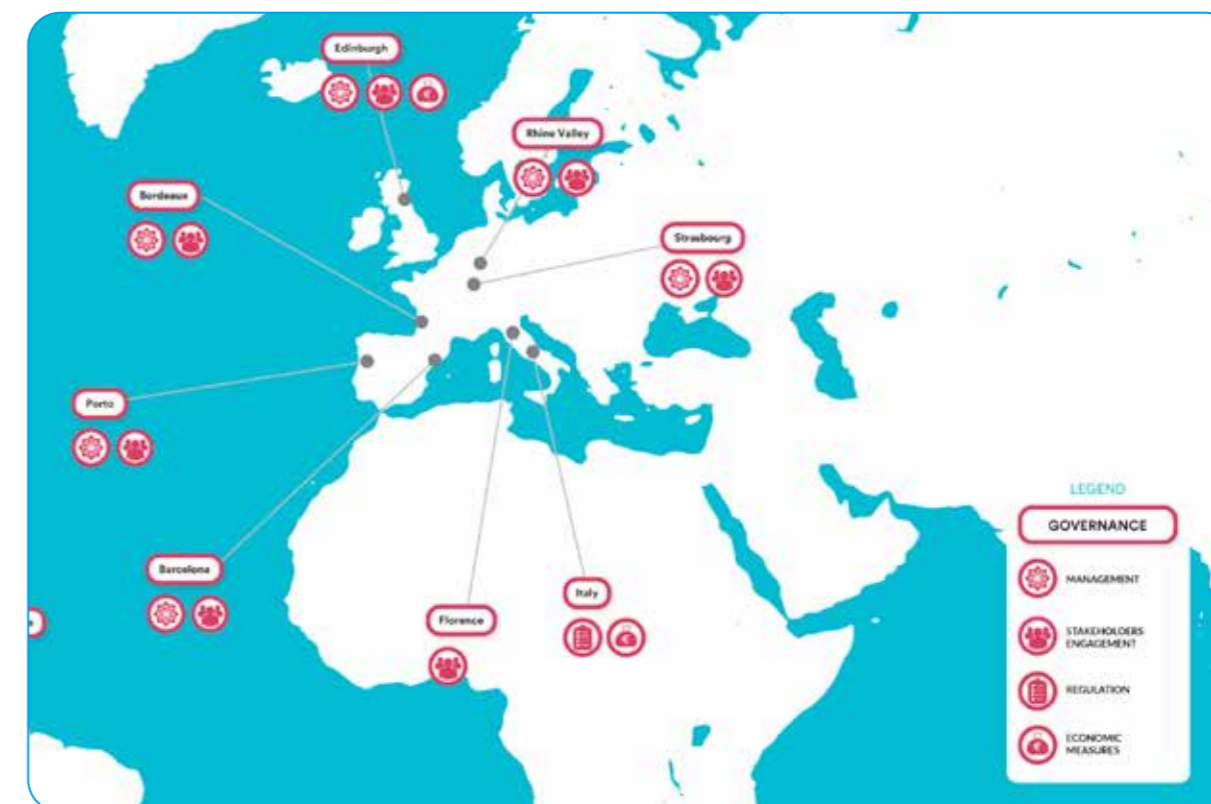 Edinburgh
Rhine Valley
Bordeaux
Strasbourg
Porto
Barcelona
Florence
Italy
LEGEND
GOVERNANCE
MANAGEMENT
STAKEHOLDERS
ENGAGEMENT
REGULATION
ECONOMIC
MEASURES